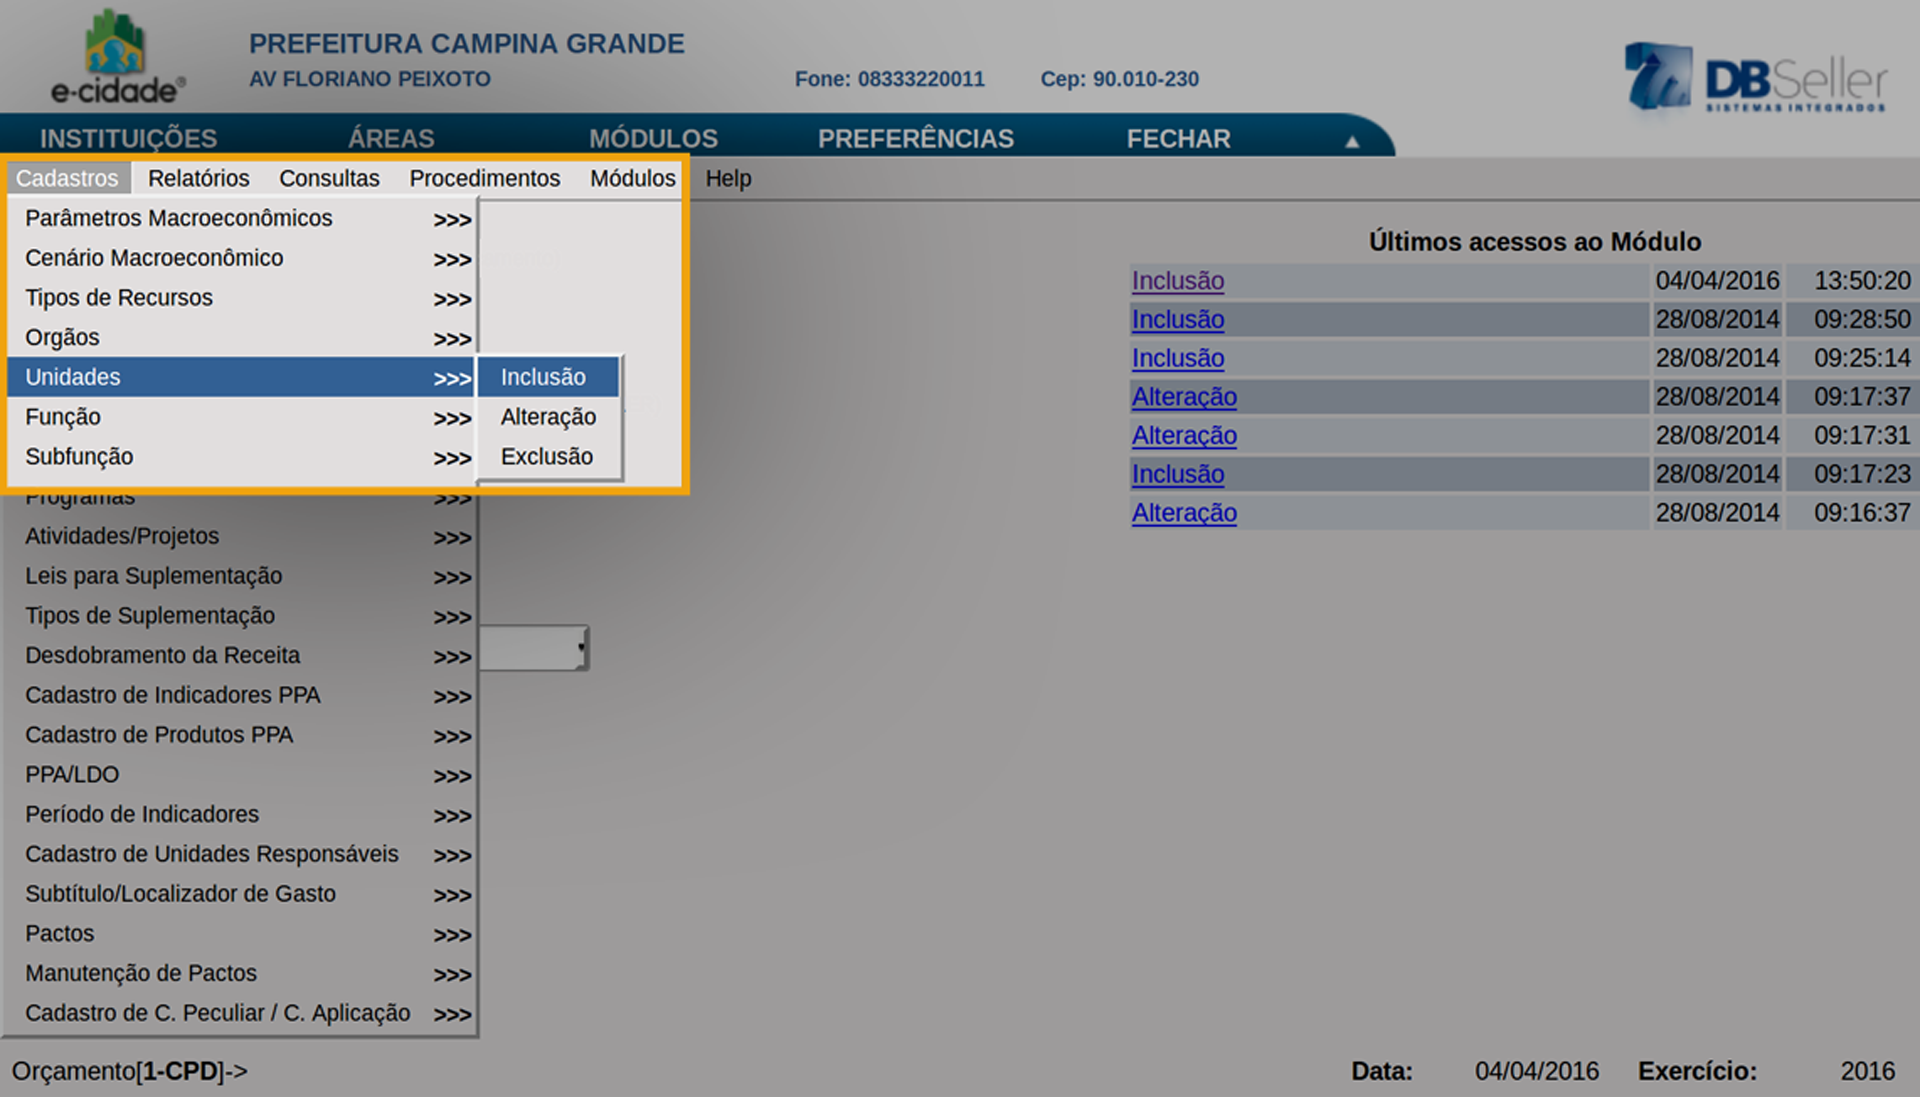 e-cidade®
PREFEITURA CAMPINA GRANDE
AV FLORIANO PEIXOTO Fone: 08333220011 Cep: 90.010-230
DBSeller
SISTEMAS INTEGRADOS
INSTITUIÇÕES ÁREAS MÓDULOS PREFERÊNCIAS FECHAR ▲
Cadastros Relatórios Consultas Procedimentos Módulos Help
Parâmetros Macroeconômicos >>>
Cenário Macroeconômico >>>
Tipos de Recursos >>>
Orgãos >>>
Unidades >>> Inclusão
Função >>> Alteração
Subfunção >>> Exclusão
Programas >>>
Atividades/Projetos >>>
Leis para Suplementação >>>
Tipos de Suplementação >>>
Desdobramento da Receita >>>
Cadastro de Indicadores PPA >>>
Cadastro de Produtos PPA >>>
PPA/LDO >>>
Período de Indicadores >>>
Cadastro de Unidades Responsáveis >>>
Subtítulo/Localizador de Gasto >>>
Pactos >>>
Manutenção de Pactos >>>
Cadastro de C. Peculiar / C. Aplicação >>>
Últimos acessos ao Módulo
Inclusão 04/04/2016 13:50:20
Inclusão 28/08/2014 09:28:50
Inclusão 28/08/2014 09:25:14
Alteração 28/08/2014 09:17:37
Alteração 28/08/2014 09:17:31
Inclusão 28/08/2014 09:17:23
Alteração 28/08/2014 09:16:37
Orçamento[1-CPD]-> Data: 04/04/2016 Exercício: 2016